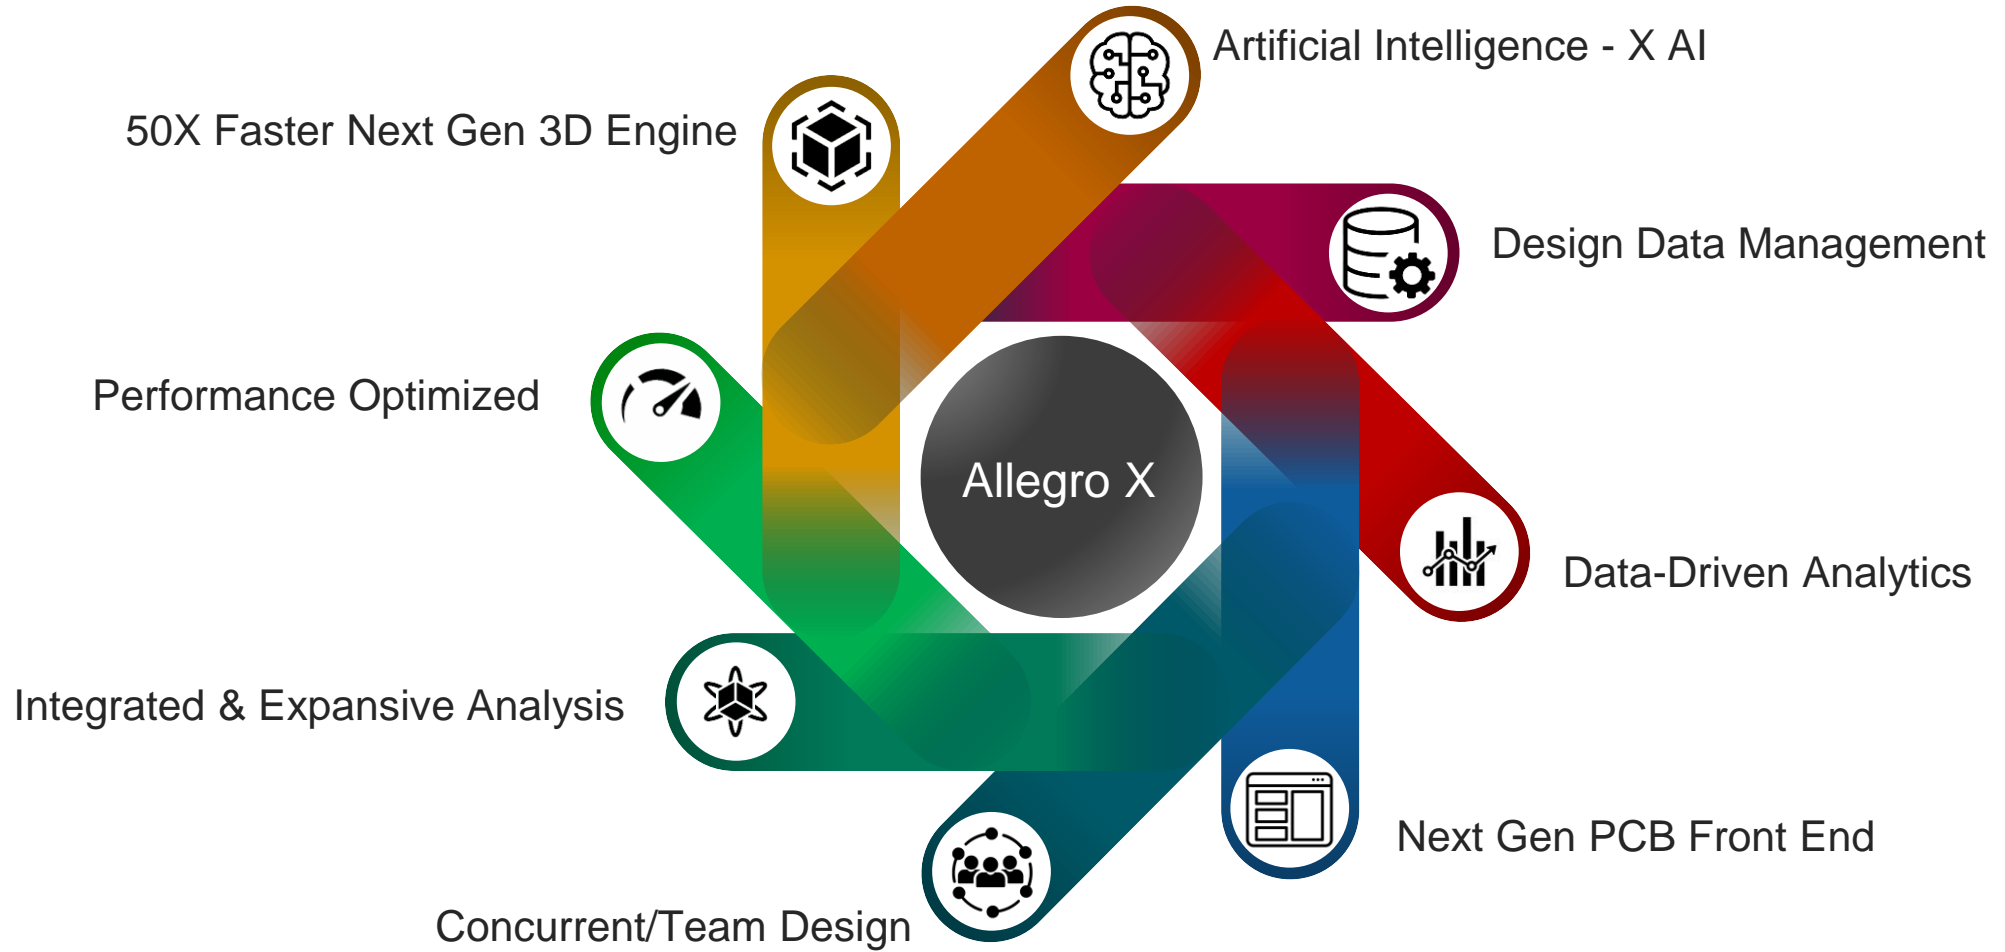 Artificial Intelligence - X AI
50X Faster Next Gen 3D Engine
Design Data Management
Performance Optimized
Allegro X
Data-Driven Analytics
Integrated & Expansive Analysis
Next Gen PCB Front End
Concurrent/Team Design